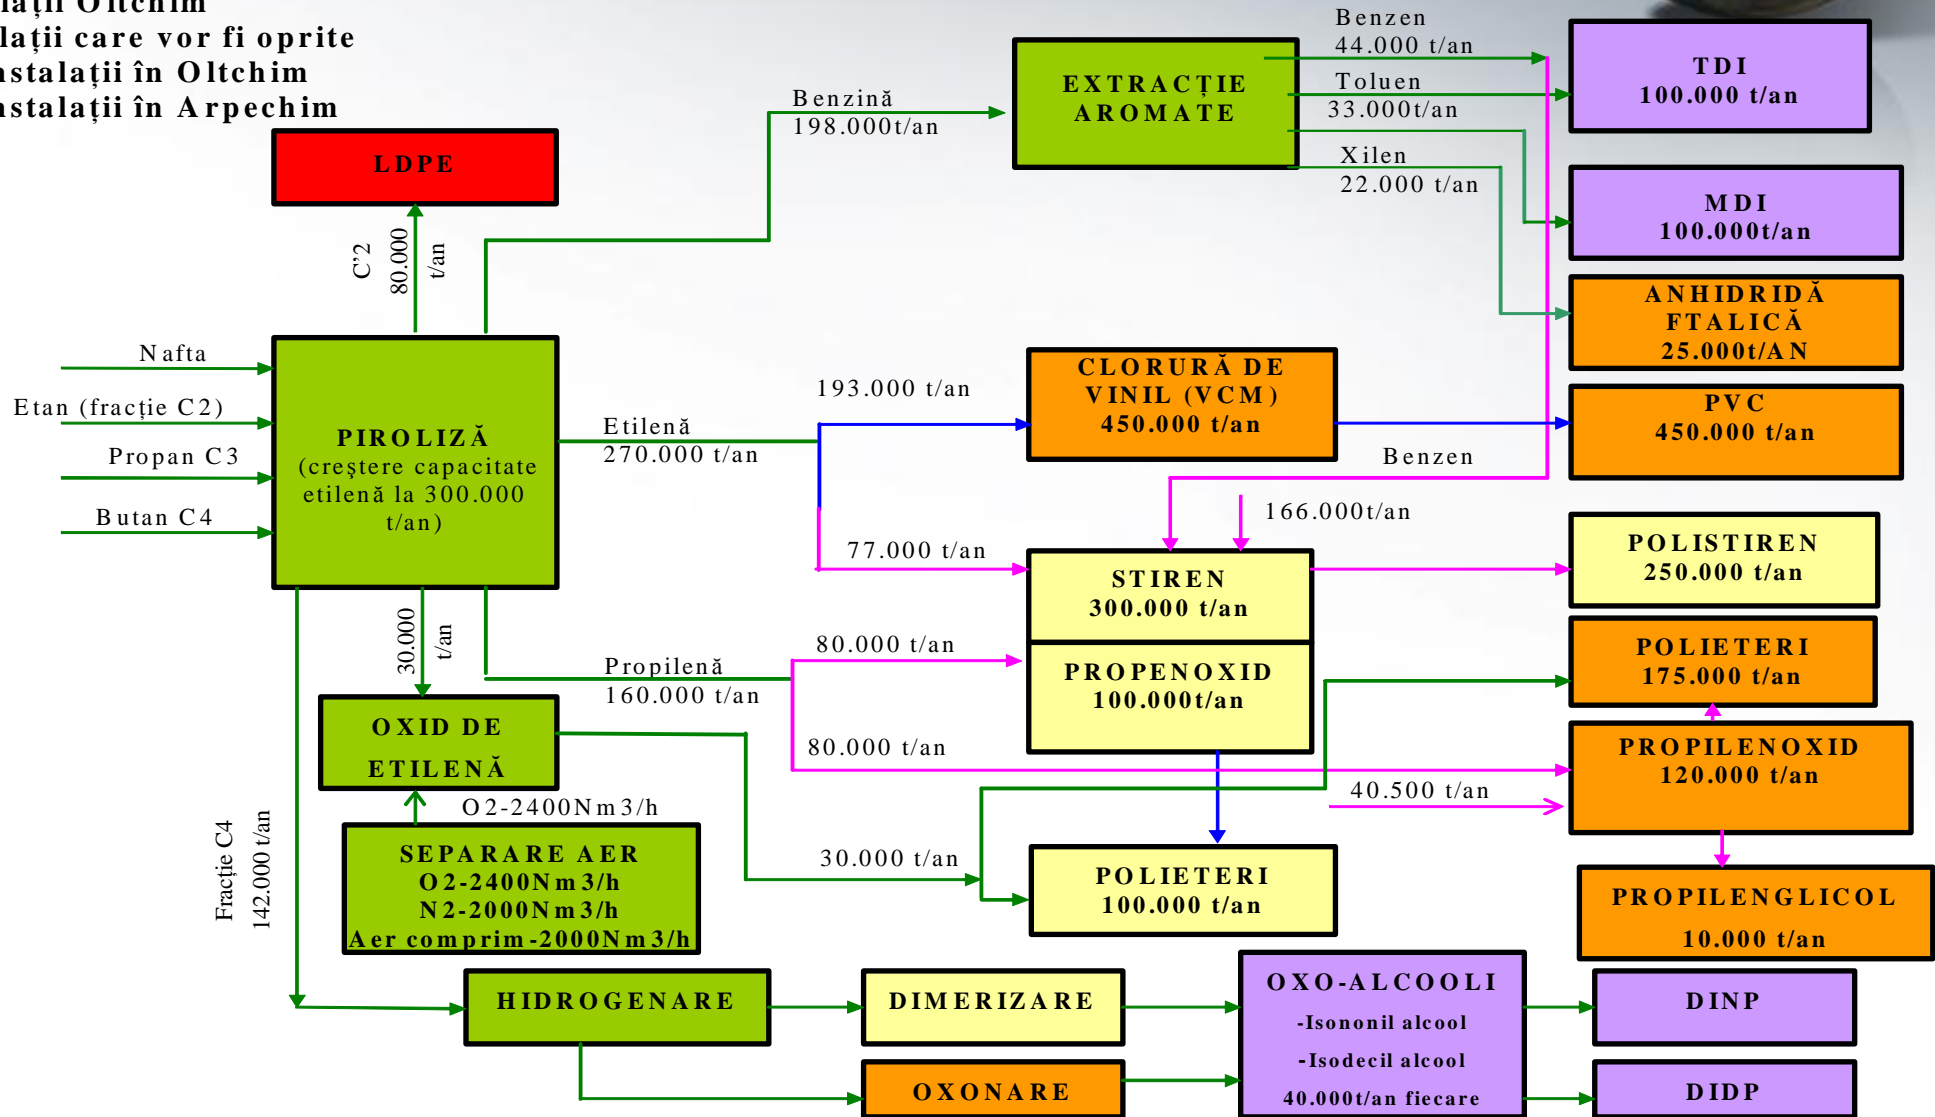 Oltchim
care vor fi oprite
în Oltchim
în Arpechim
LDPE
C'2
80.000
t/an
Benzină
198.000t/an
EXTRACȚIE
AROMATE
Benzen
44.000 t/an
Toluen
33.000t/an
Xilen
22.000 t/an
TDI
100.000 t/an
MDI
100.000t/an
ANHIDRIDĂ
FTALICĂ
25.000t/AN
Nafta
Etan (fracție C2)
Propan C3
Butan C4
PIROLIZĂ
(creştere capacitate
etilenă la 300.000
t/an)
Etilenă
270.000 t/an
193.000 t/an
CLORURĂ DE
VINIL (VCM)
450.000 t/an
PVC
450.000 t/an
Benzen
166.000t/an
77.000 t/an
STIREN
300.000 t/an
POLISTIREN
250.000 t/an
30.000
t/an
Propilenă
160.000 t/an
80.000 t/an
PROPENOXID
100.000t/an
POLIETERI
175.000 t/an
OXID DE
ETILENĂ
80.000 t/an
PROPILENOXID
120.000 t/an
40.500 t/an
O2-2400Nm3/h
SEPARARE AER
O2-2400Nm3/h
N2-2000Nm3/h
Aer comprim-2000Nm3/h
Fracție C4
142.000 t/an
30.000 t/an
POLIETERI
100.000 t/an
PROPILENGLICOL
10.000 t/an
HIDROGENARE
DIMERIZARE
OXO-ALCOOLI
-Isononil alcool
-Isodecil alcool
40.000t/an fiecare
DINP
OXONARE
DIDP